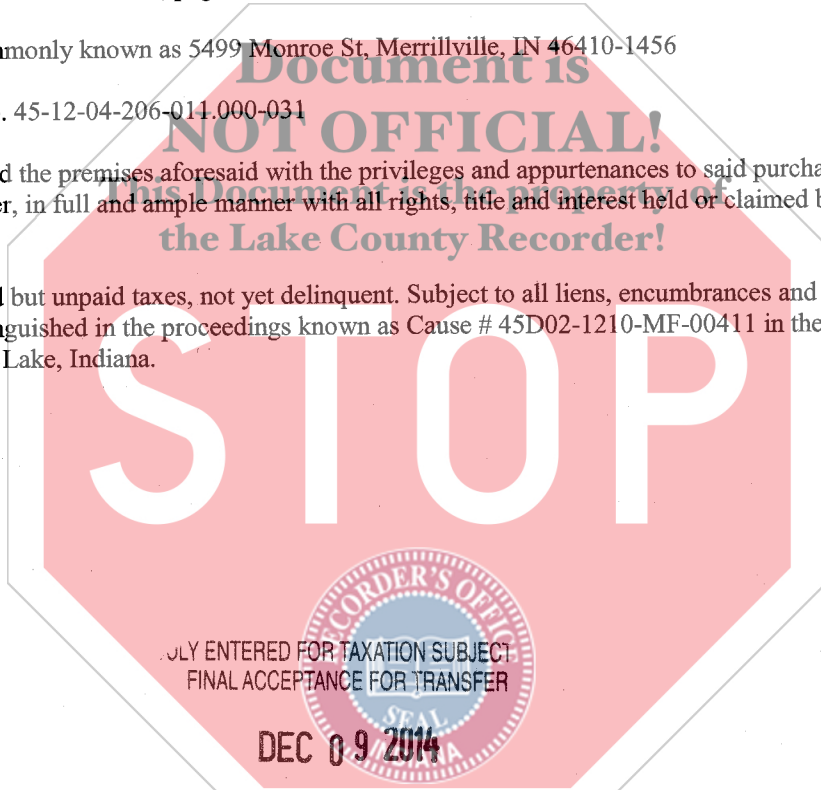 mmonly known as 5499 Monroe St, Merrillville, IN 46410-1456
Document is
. 45-12-04-206-011.000-031
NOT OFFICIAL!
d the premises aforesaid with the privileges and appurtenances to said purcha
This Document is the property of
er, in full and ample manner with all rights, title and interest held or claimed b
the Lake County Recorder!
d but unpaid taxes, not yet delinquent. Subject to all liens, encumbrances and
nguished in the proceedings known as Cause # 45D02-1210-MF-00411 in the
Lake, Indiana.
STOP
RECORDER'S OFFIC
ULY ENTERED FOR TAXATION SUBJECT
FINAL ACCEPTANCE FOR TRANSFER
SEAL
INDIANA
DEC 09 2014